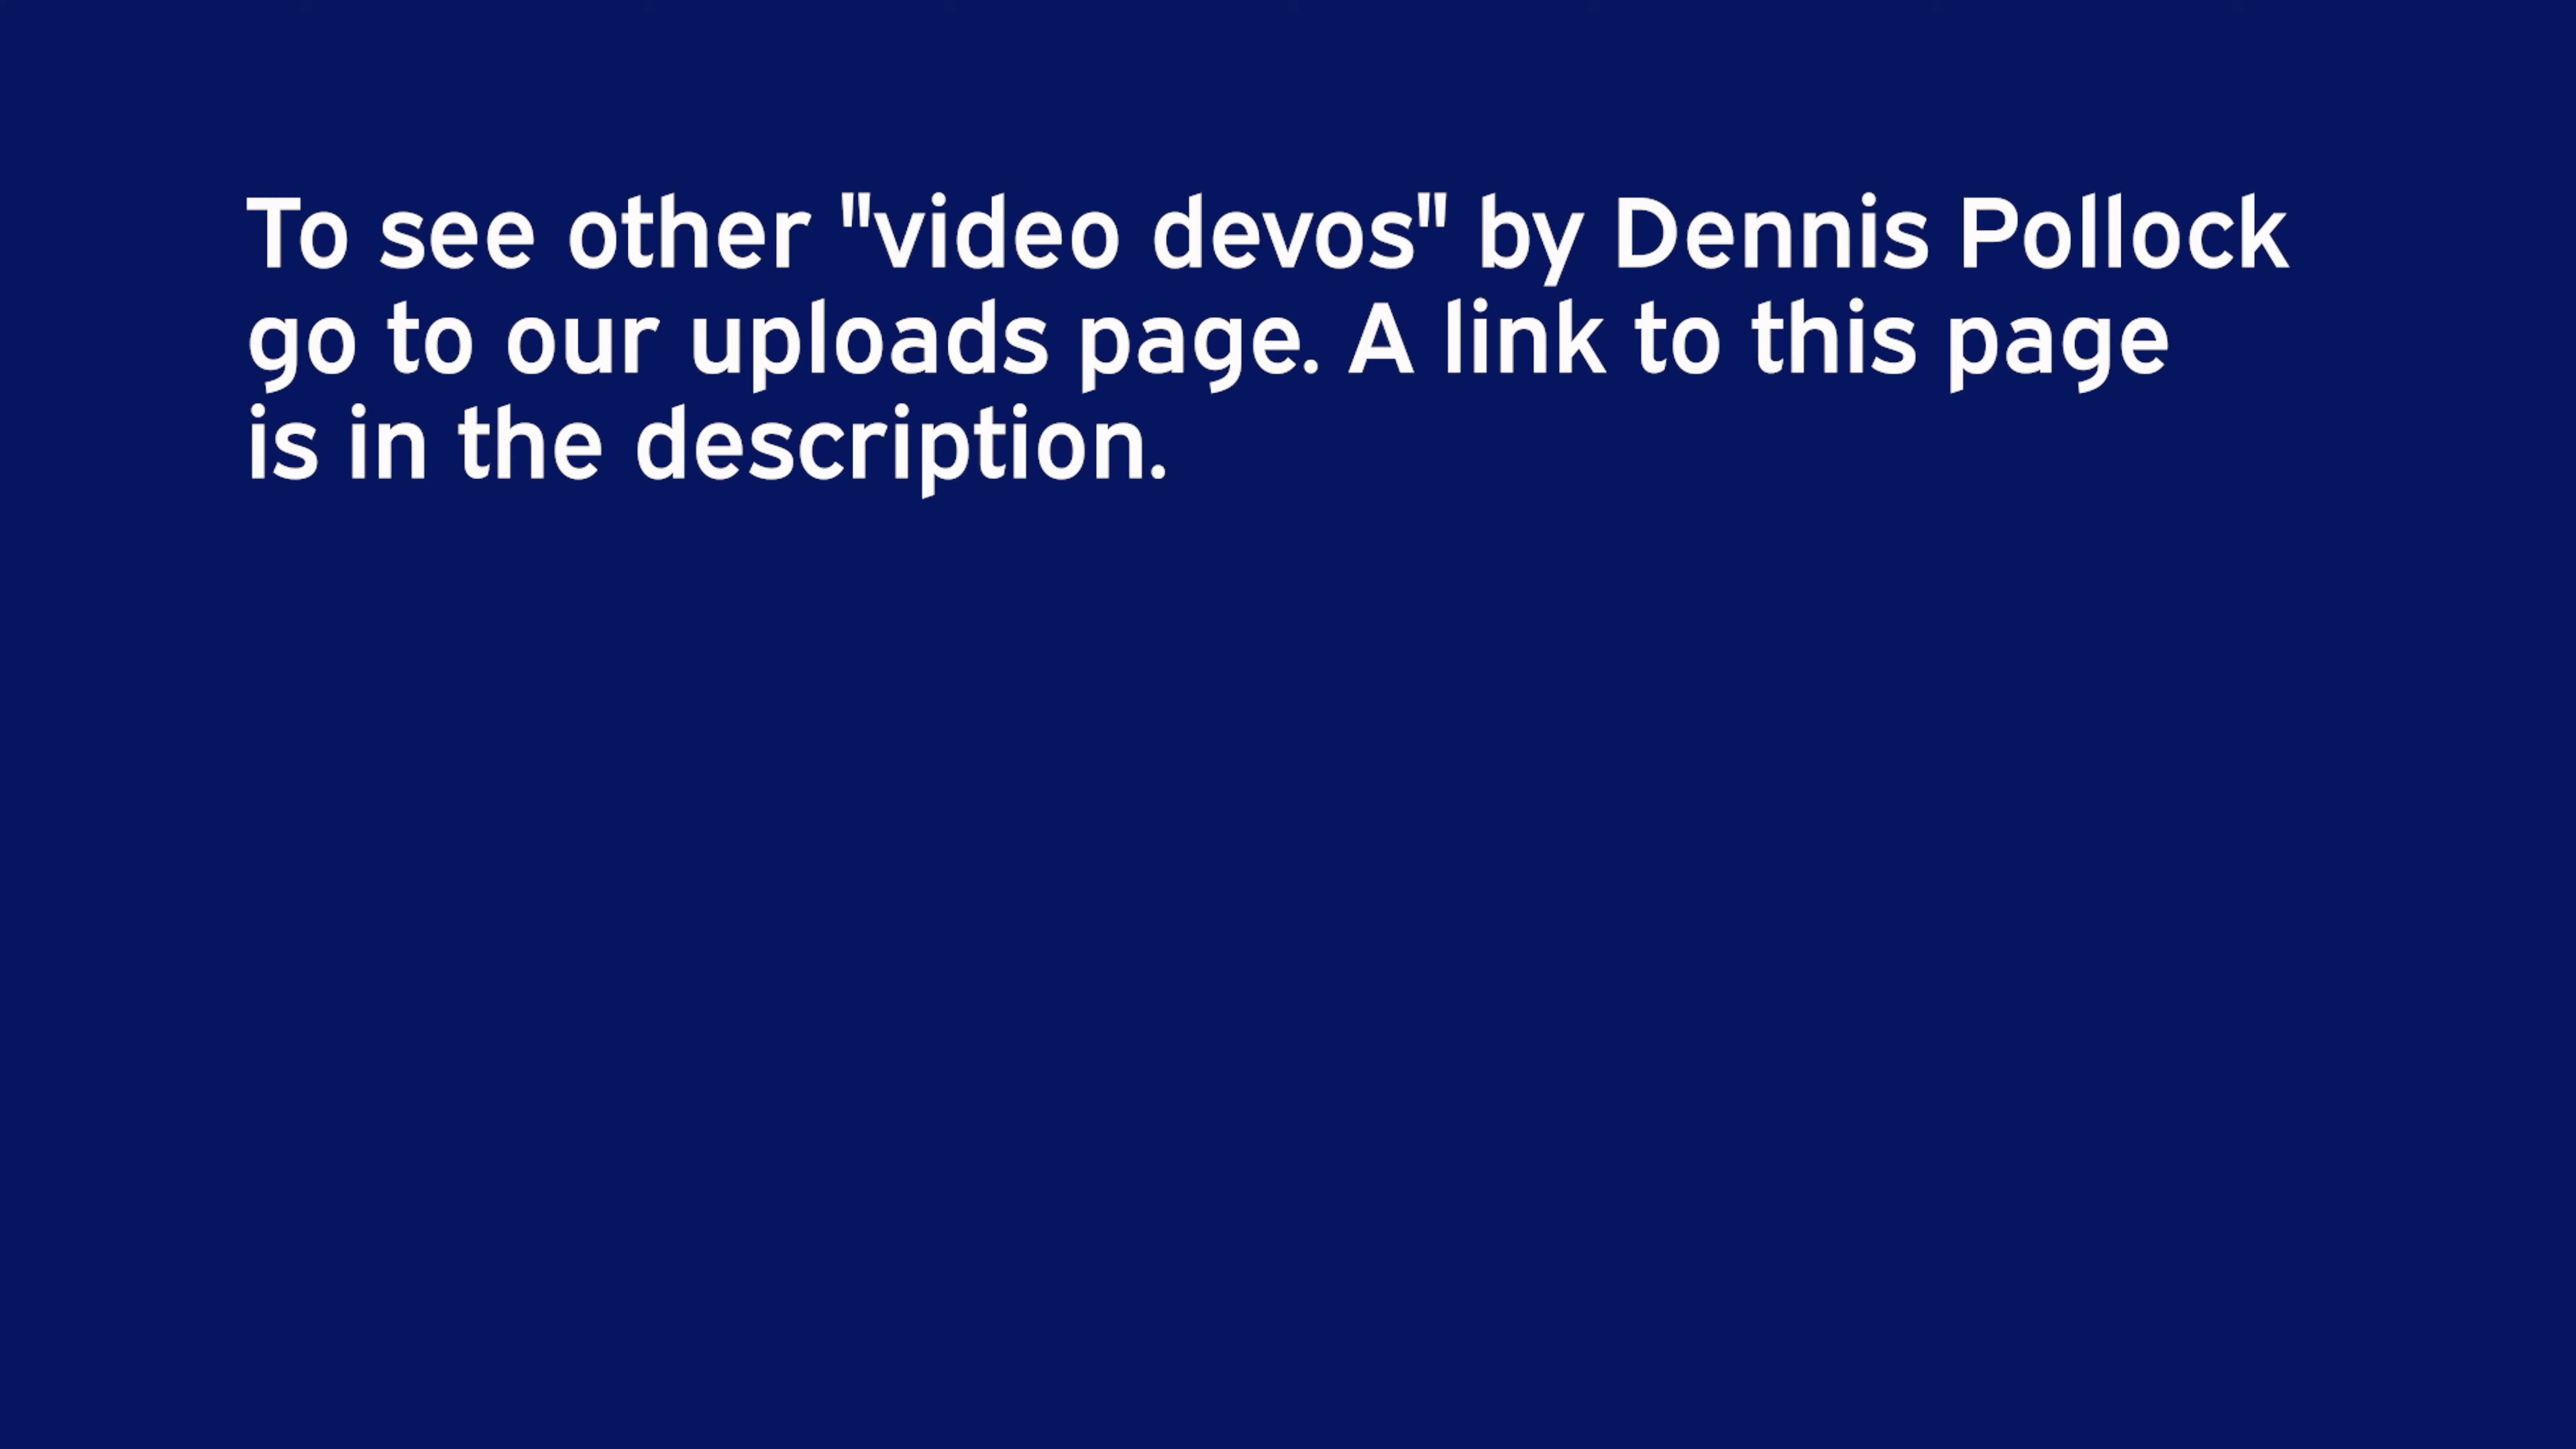 To see other "video devos" by Dennis Pollock
go to our uploads page. A link to this page
is in the description.